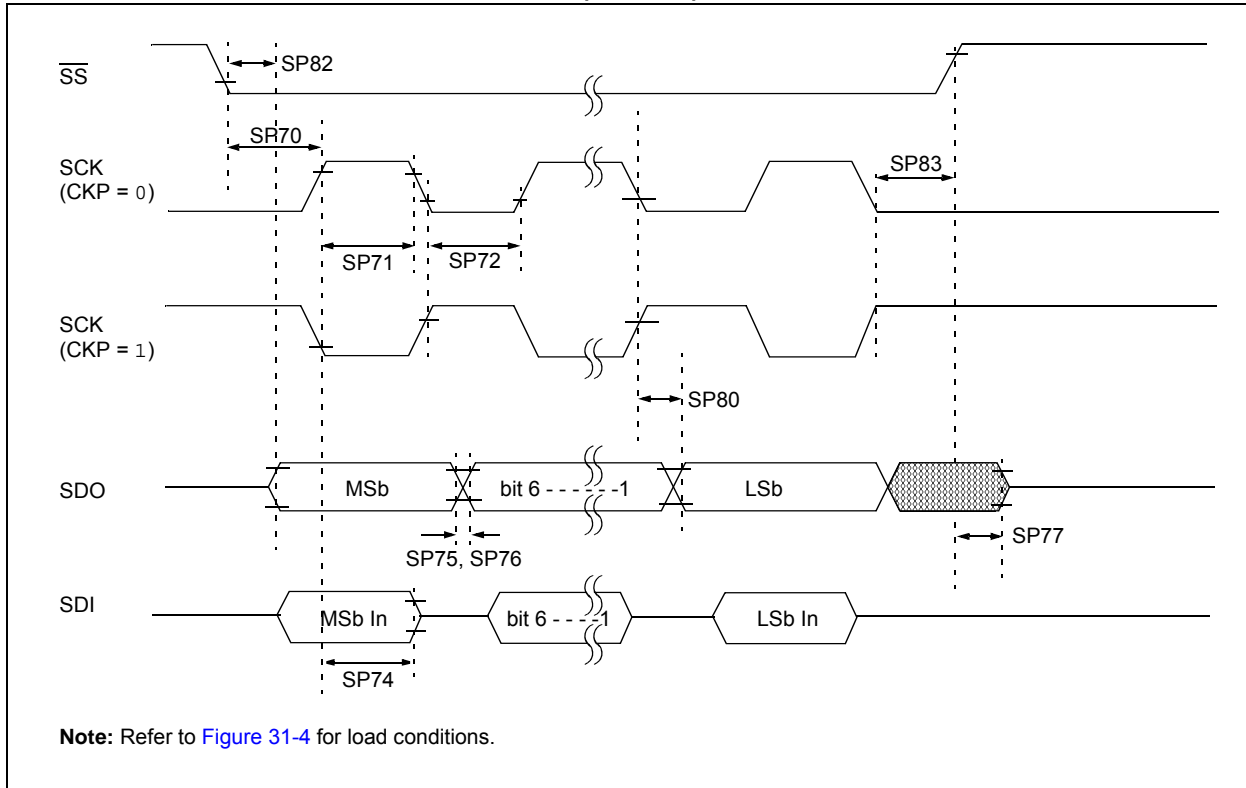 SS
SP82
SP70
SCK
(CKP = 0)
SP83
SP71
SP72
SCK
(CKP = 1)
SP80
SDO
MSb
bit 6 - - - - - -1
LSb
SP77
SP75, SP76
SDI
MSb In
bit 6 - - - -1
LSb In
SP74
Note: Refer to Figure 31-4 for load conditions.